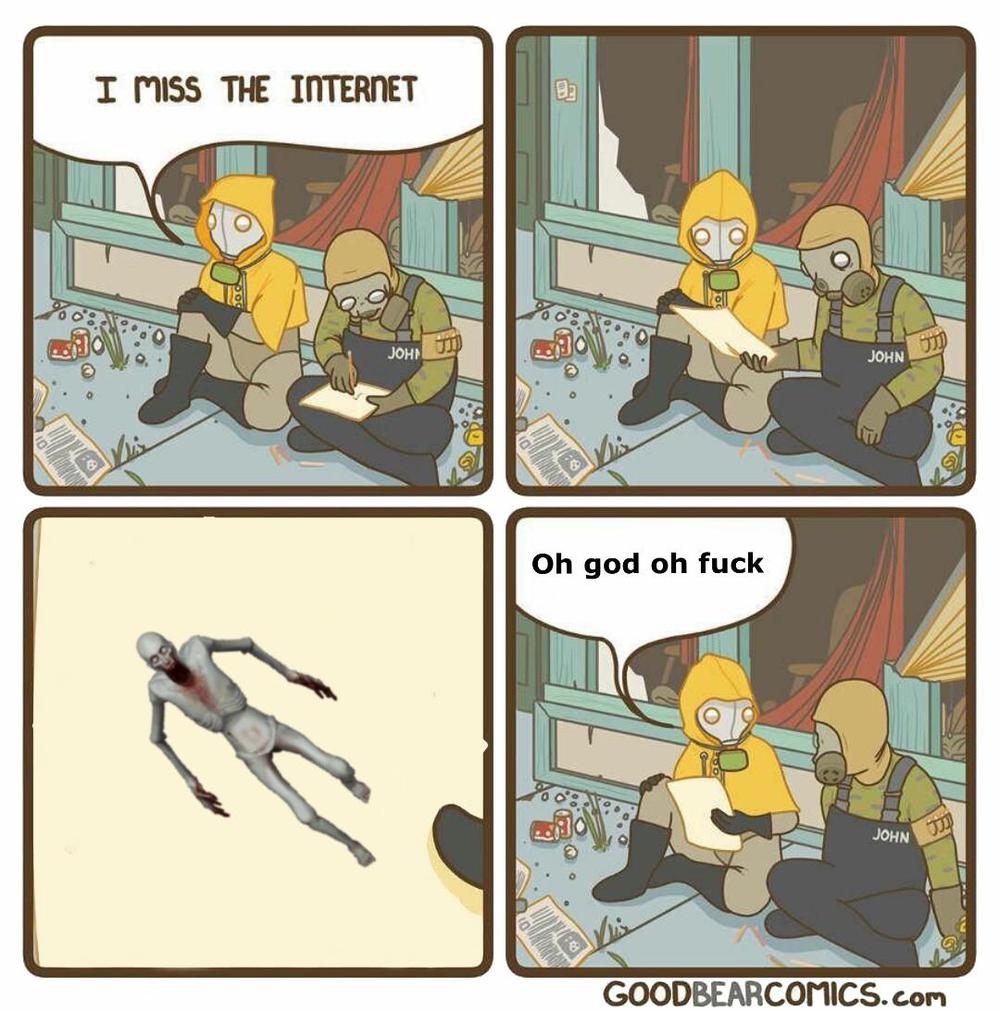 I MISS THE INTERNET
JOHN
JOHN
Oh god oh fuck
JOHN
GOODBEARCOMICS.com